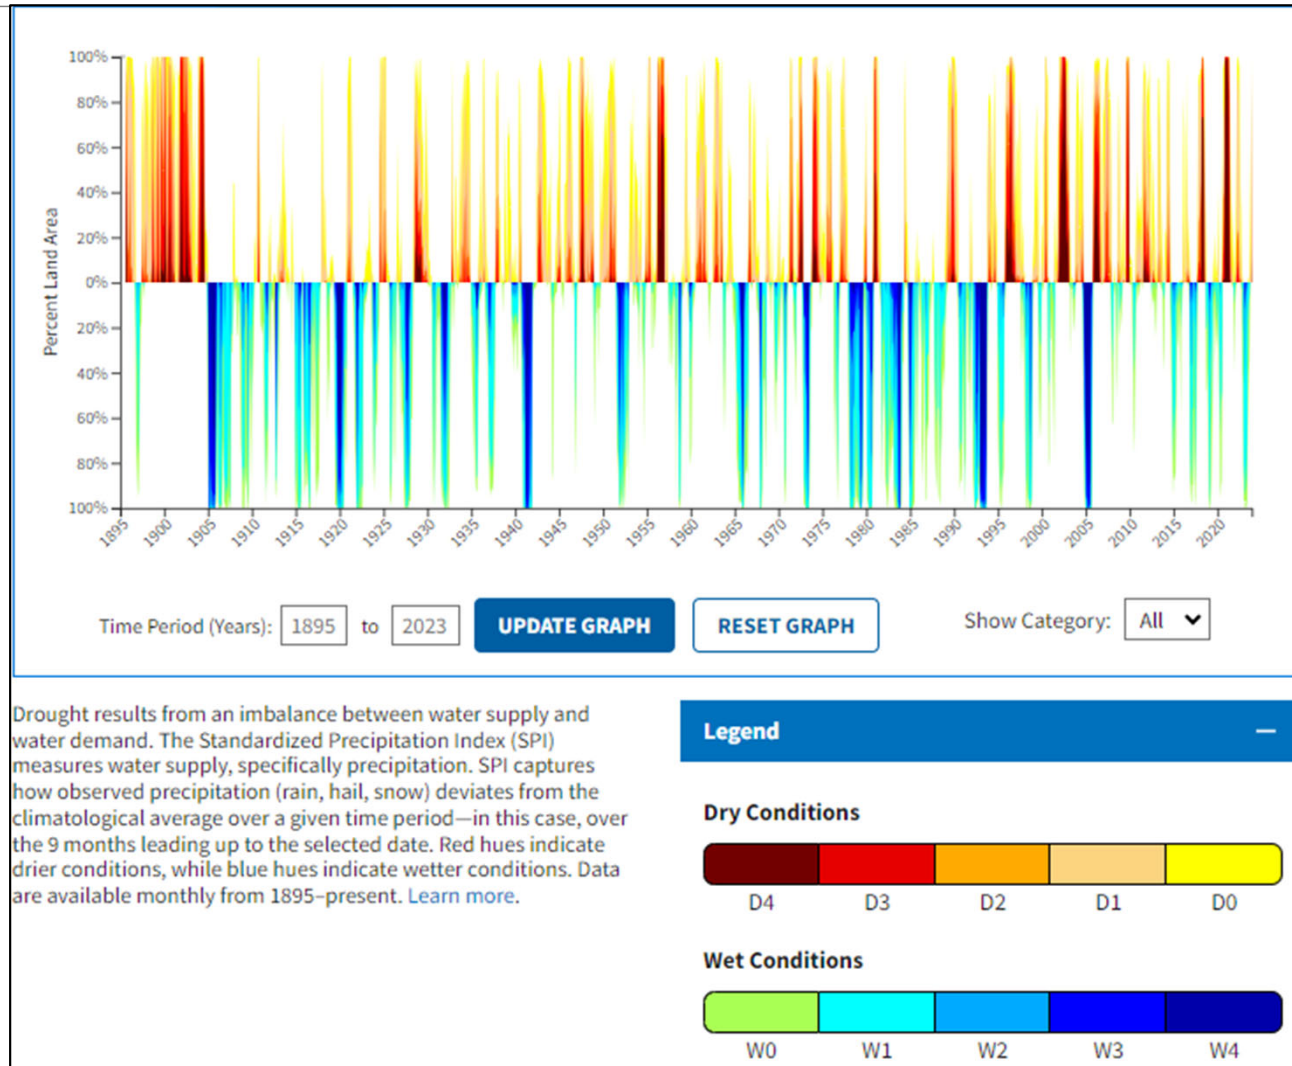 100%
80%
60%
40%
20%
0%
20%
40%
60%
80%
100%
Percent Land Area
1895 1900 1905 1910 1915 1920 1925 1930 1935 1940 1945 1950 1955 1960 1965 1970 1975 1980 1985 1990 1995 2000 2005 2010 2015 2020
Time Period (Years): 1895 to 2023 UPDATE GRAPH RESET GRAPH Show Category: All
Drought results from an imbalance between water supply and
water demand. The Standardized Precipitation Index (SPI)
measures water supply, specifically precipitation. SPI captures
how observed precipitation (rain, hail, snow) deviates from the
climatological average over a given time period—in this case, over
the 9 months leading up to the selected date. Red hues indicate
drier conditions, while blue hues indicate wetter conditions. Data
are available monthly from 1895–present. Learn more.
Legend
Dry Conditions
D4 D3 D2 D1 D0
Wet Conditions
W0 W1 W2 W3 W4